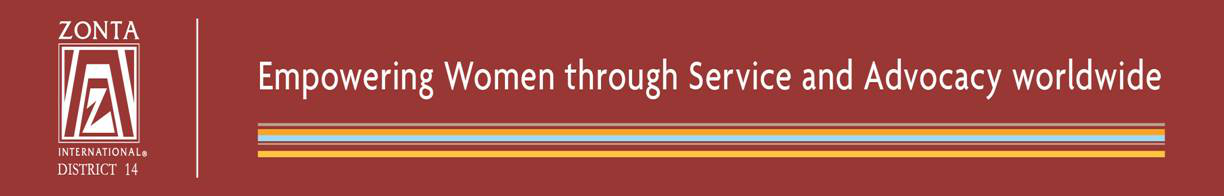 ZONTA
INTERNATIONAL®
DISTRICT 14
Empowering Women through Service and Advocacy worldwide